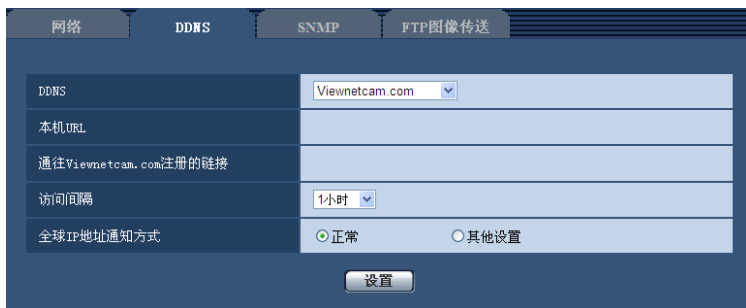 网络 DDNS SNMP FTP图像传送
DDNS Viewnetcam.com
本机URL
通往Viewnetcam.com注册的链接
访问间隔 1小时
全球IP地址通知方式 正常 其他设置
设置